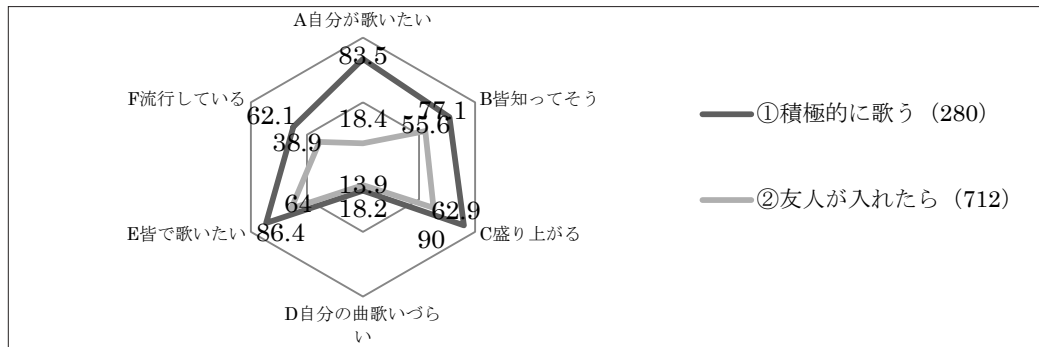 A自分が歌いたい
83.5
F流行している
62.1
77.1
B皆知ってそう
18.4
55.6
38.9
①積極的に歌う（280）
13.9
64
62.9
②友人が入れたら（712）
18.2
E皆で歌いたい
86.4
90
C盛り上がる
D自分の曲歌いづら
い